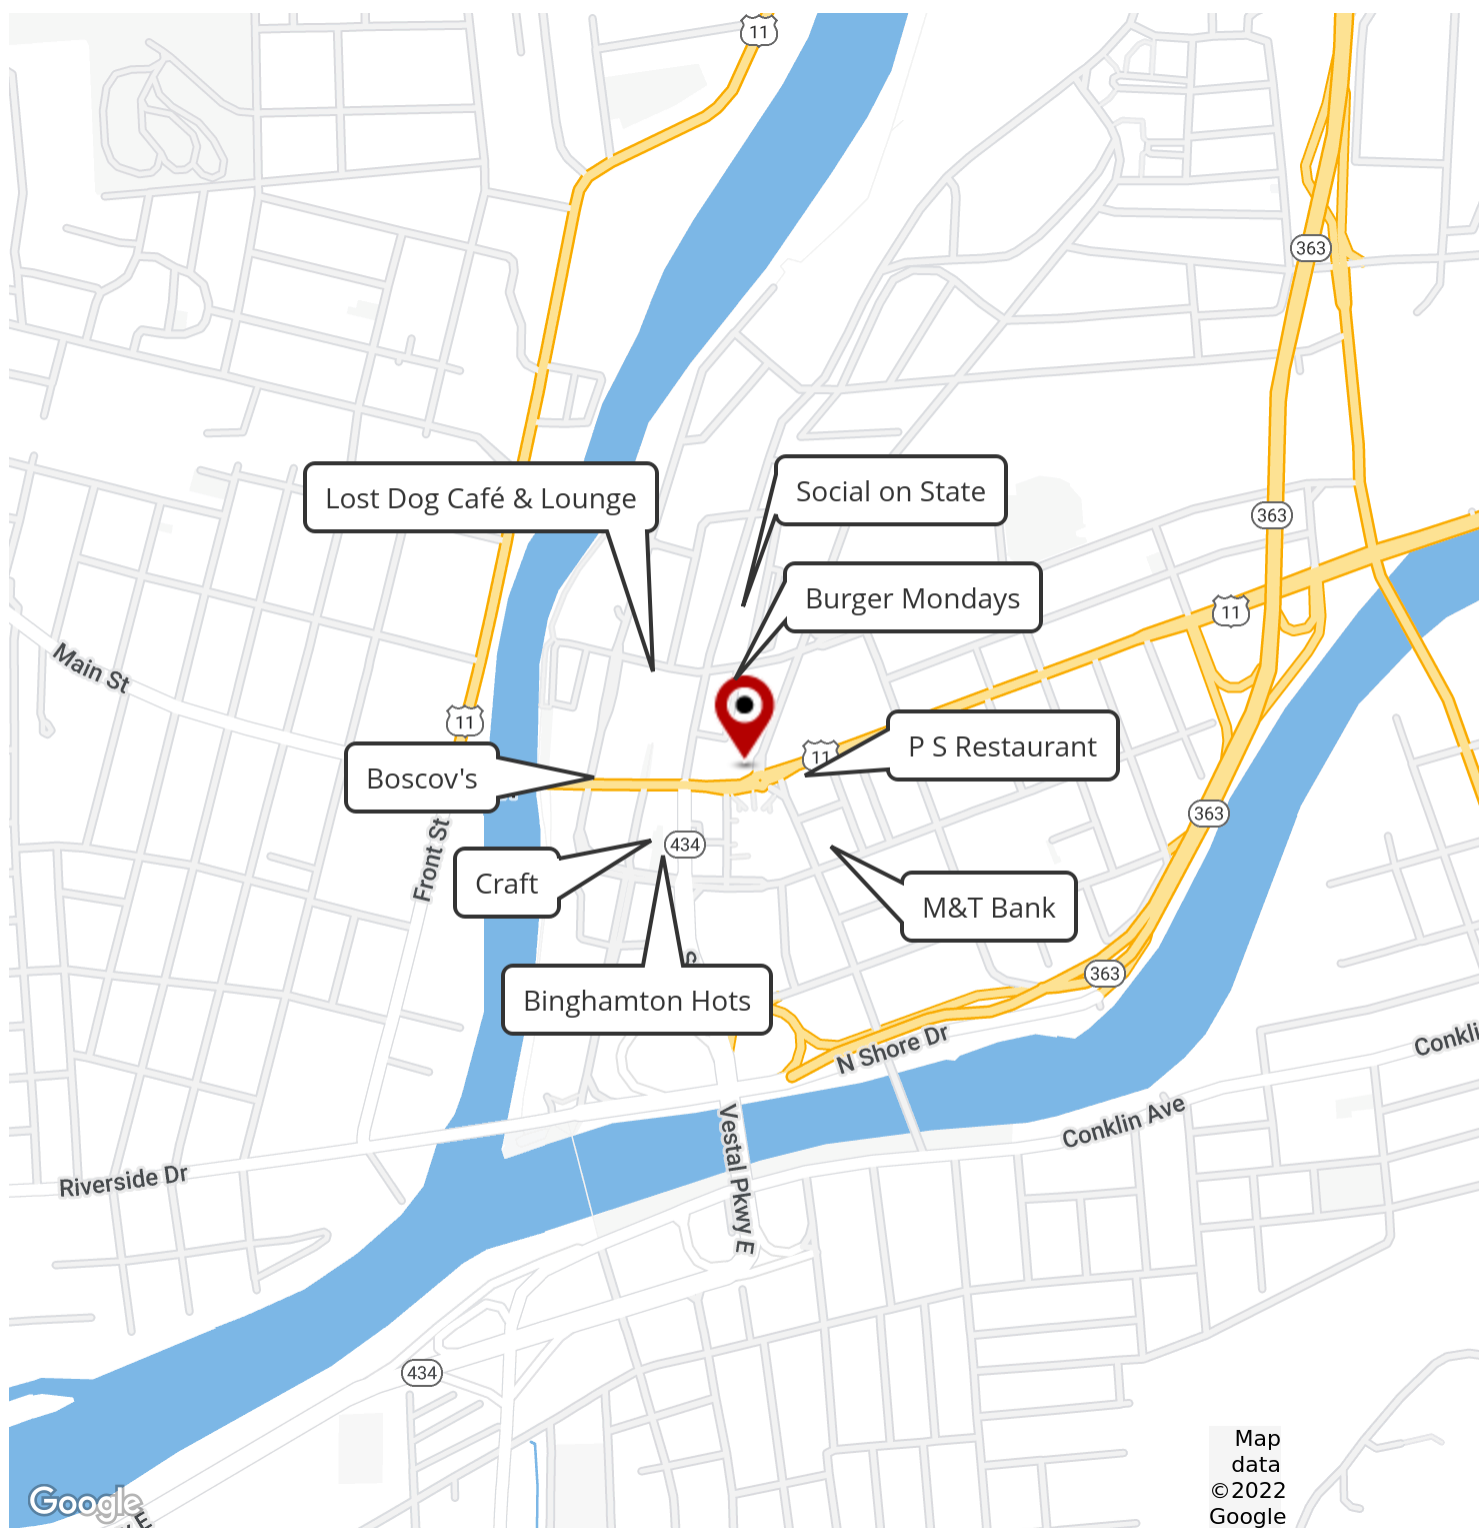 11
363
Lost Dog Café & Lounge
Social on State
363
Burger Mondays
11
Main St
11
P S Restaurant
11
Boscov's
363
Front St
434
Craft
M&T Bank
S
363
Binghamton Hots
N Shore Dr
Conkli
Conklin Ave
Vestal Pkwy E
Riverside Dr
434
Map
data
©2022
Google
Google
E